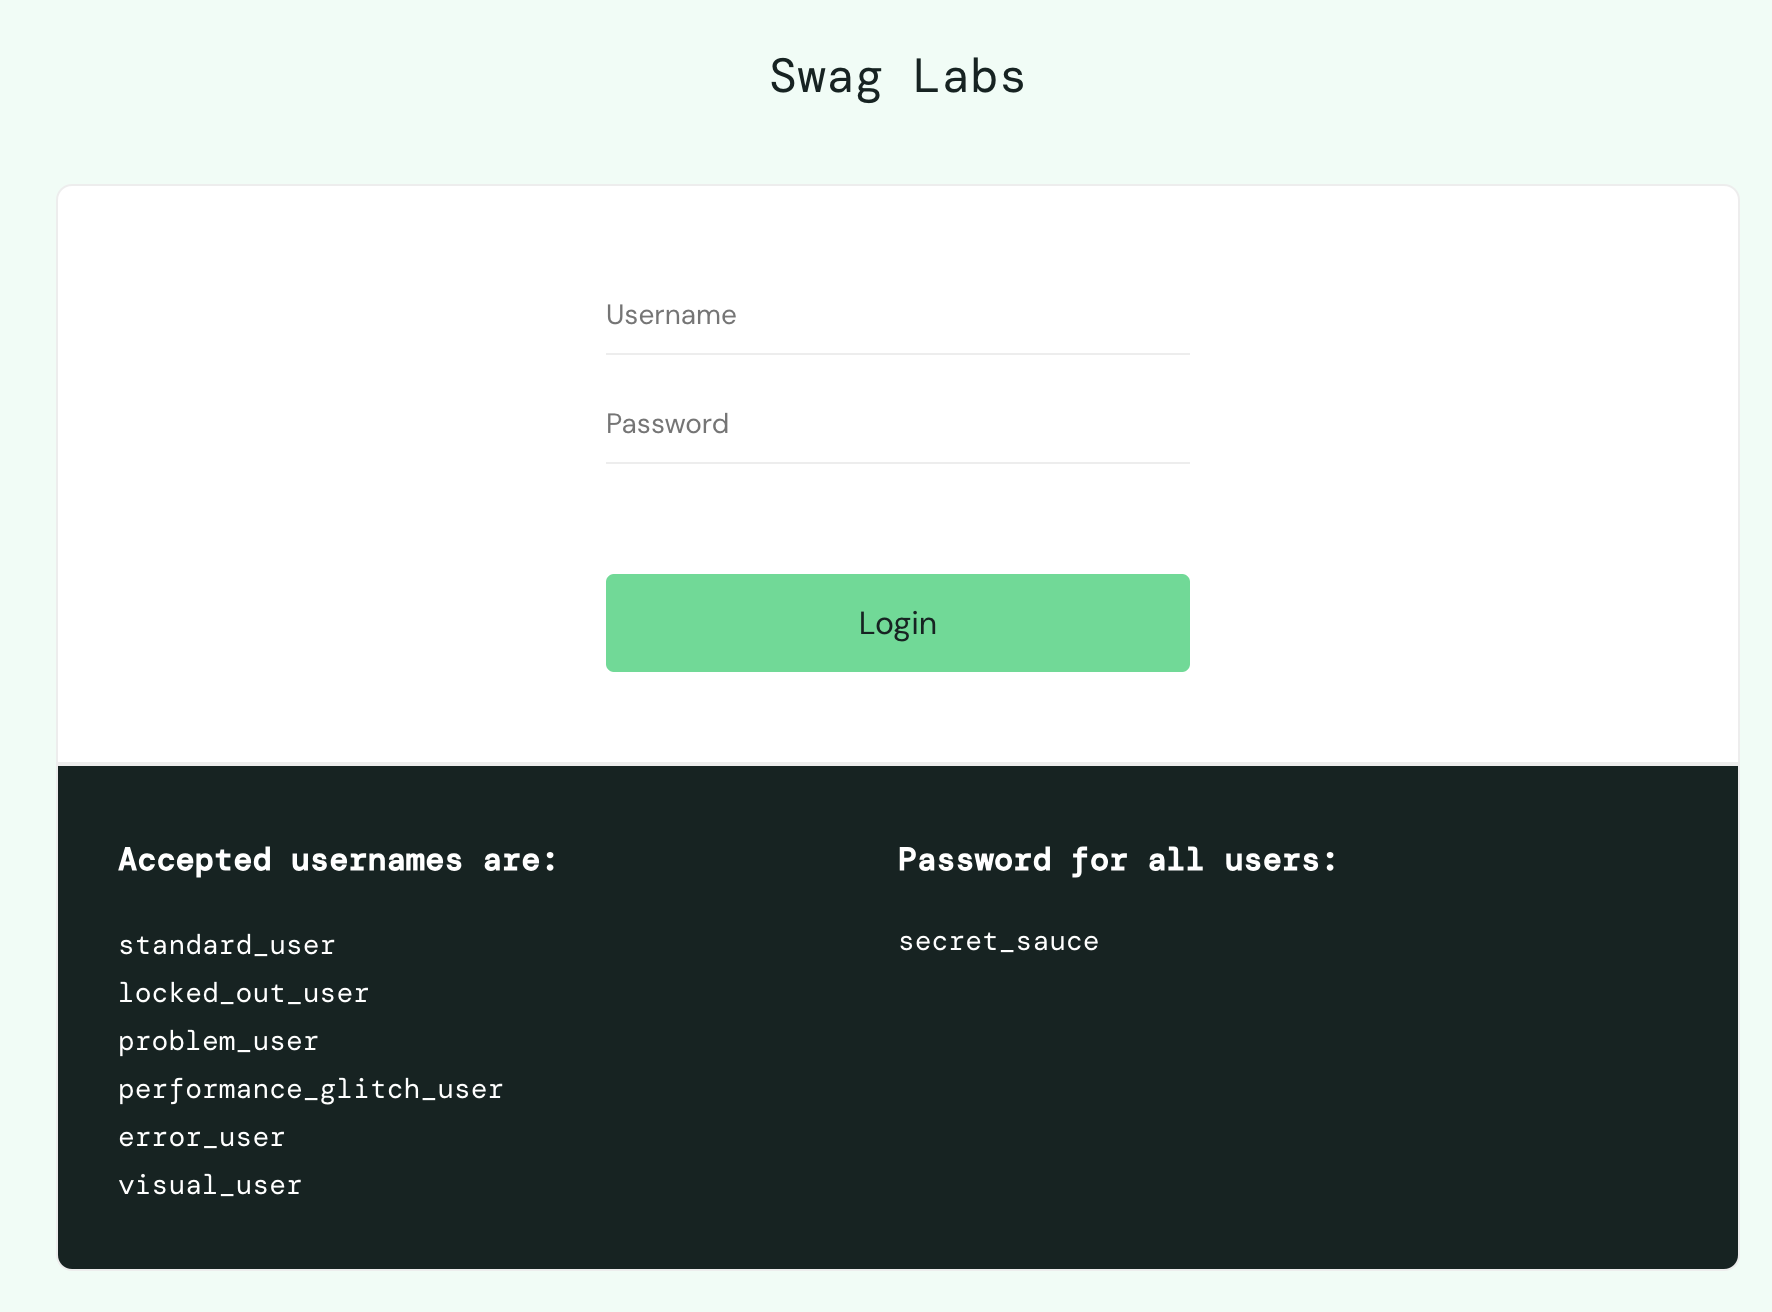 Swag Labs
Username
Password
Login
Accepted usernames are:
standard_user
locked_out_user
problem_user
performance_glitch_user
error_user
visual_user
Password for all users:
secret_sauce